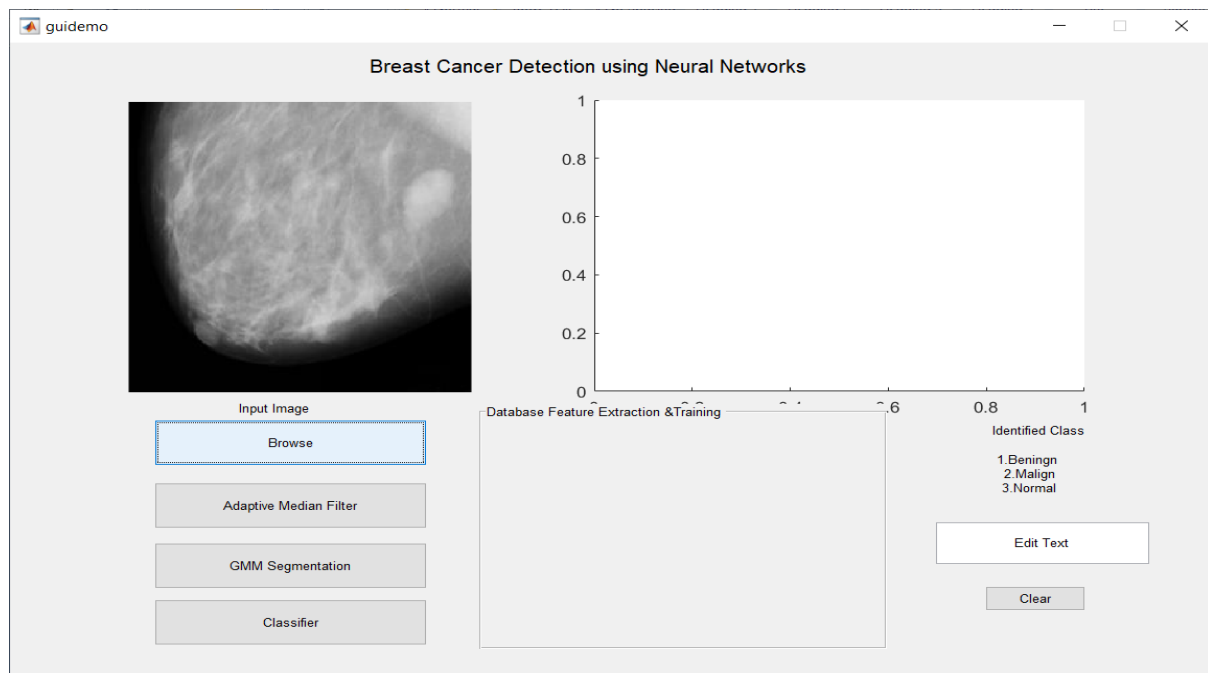 guidemo
Breast Cancer Detection using Neural Networks
1
0.8
0.6
0.4
0.2
0
0.8
1
Input Image
Browse
Adaptive Median Filter
GMM Segmentation
Classifier
Database Feature Extraction &Training
Identified Class
1.Beningn
2.Malign
3.Normal
Edit Text
Clear